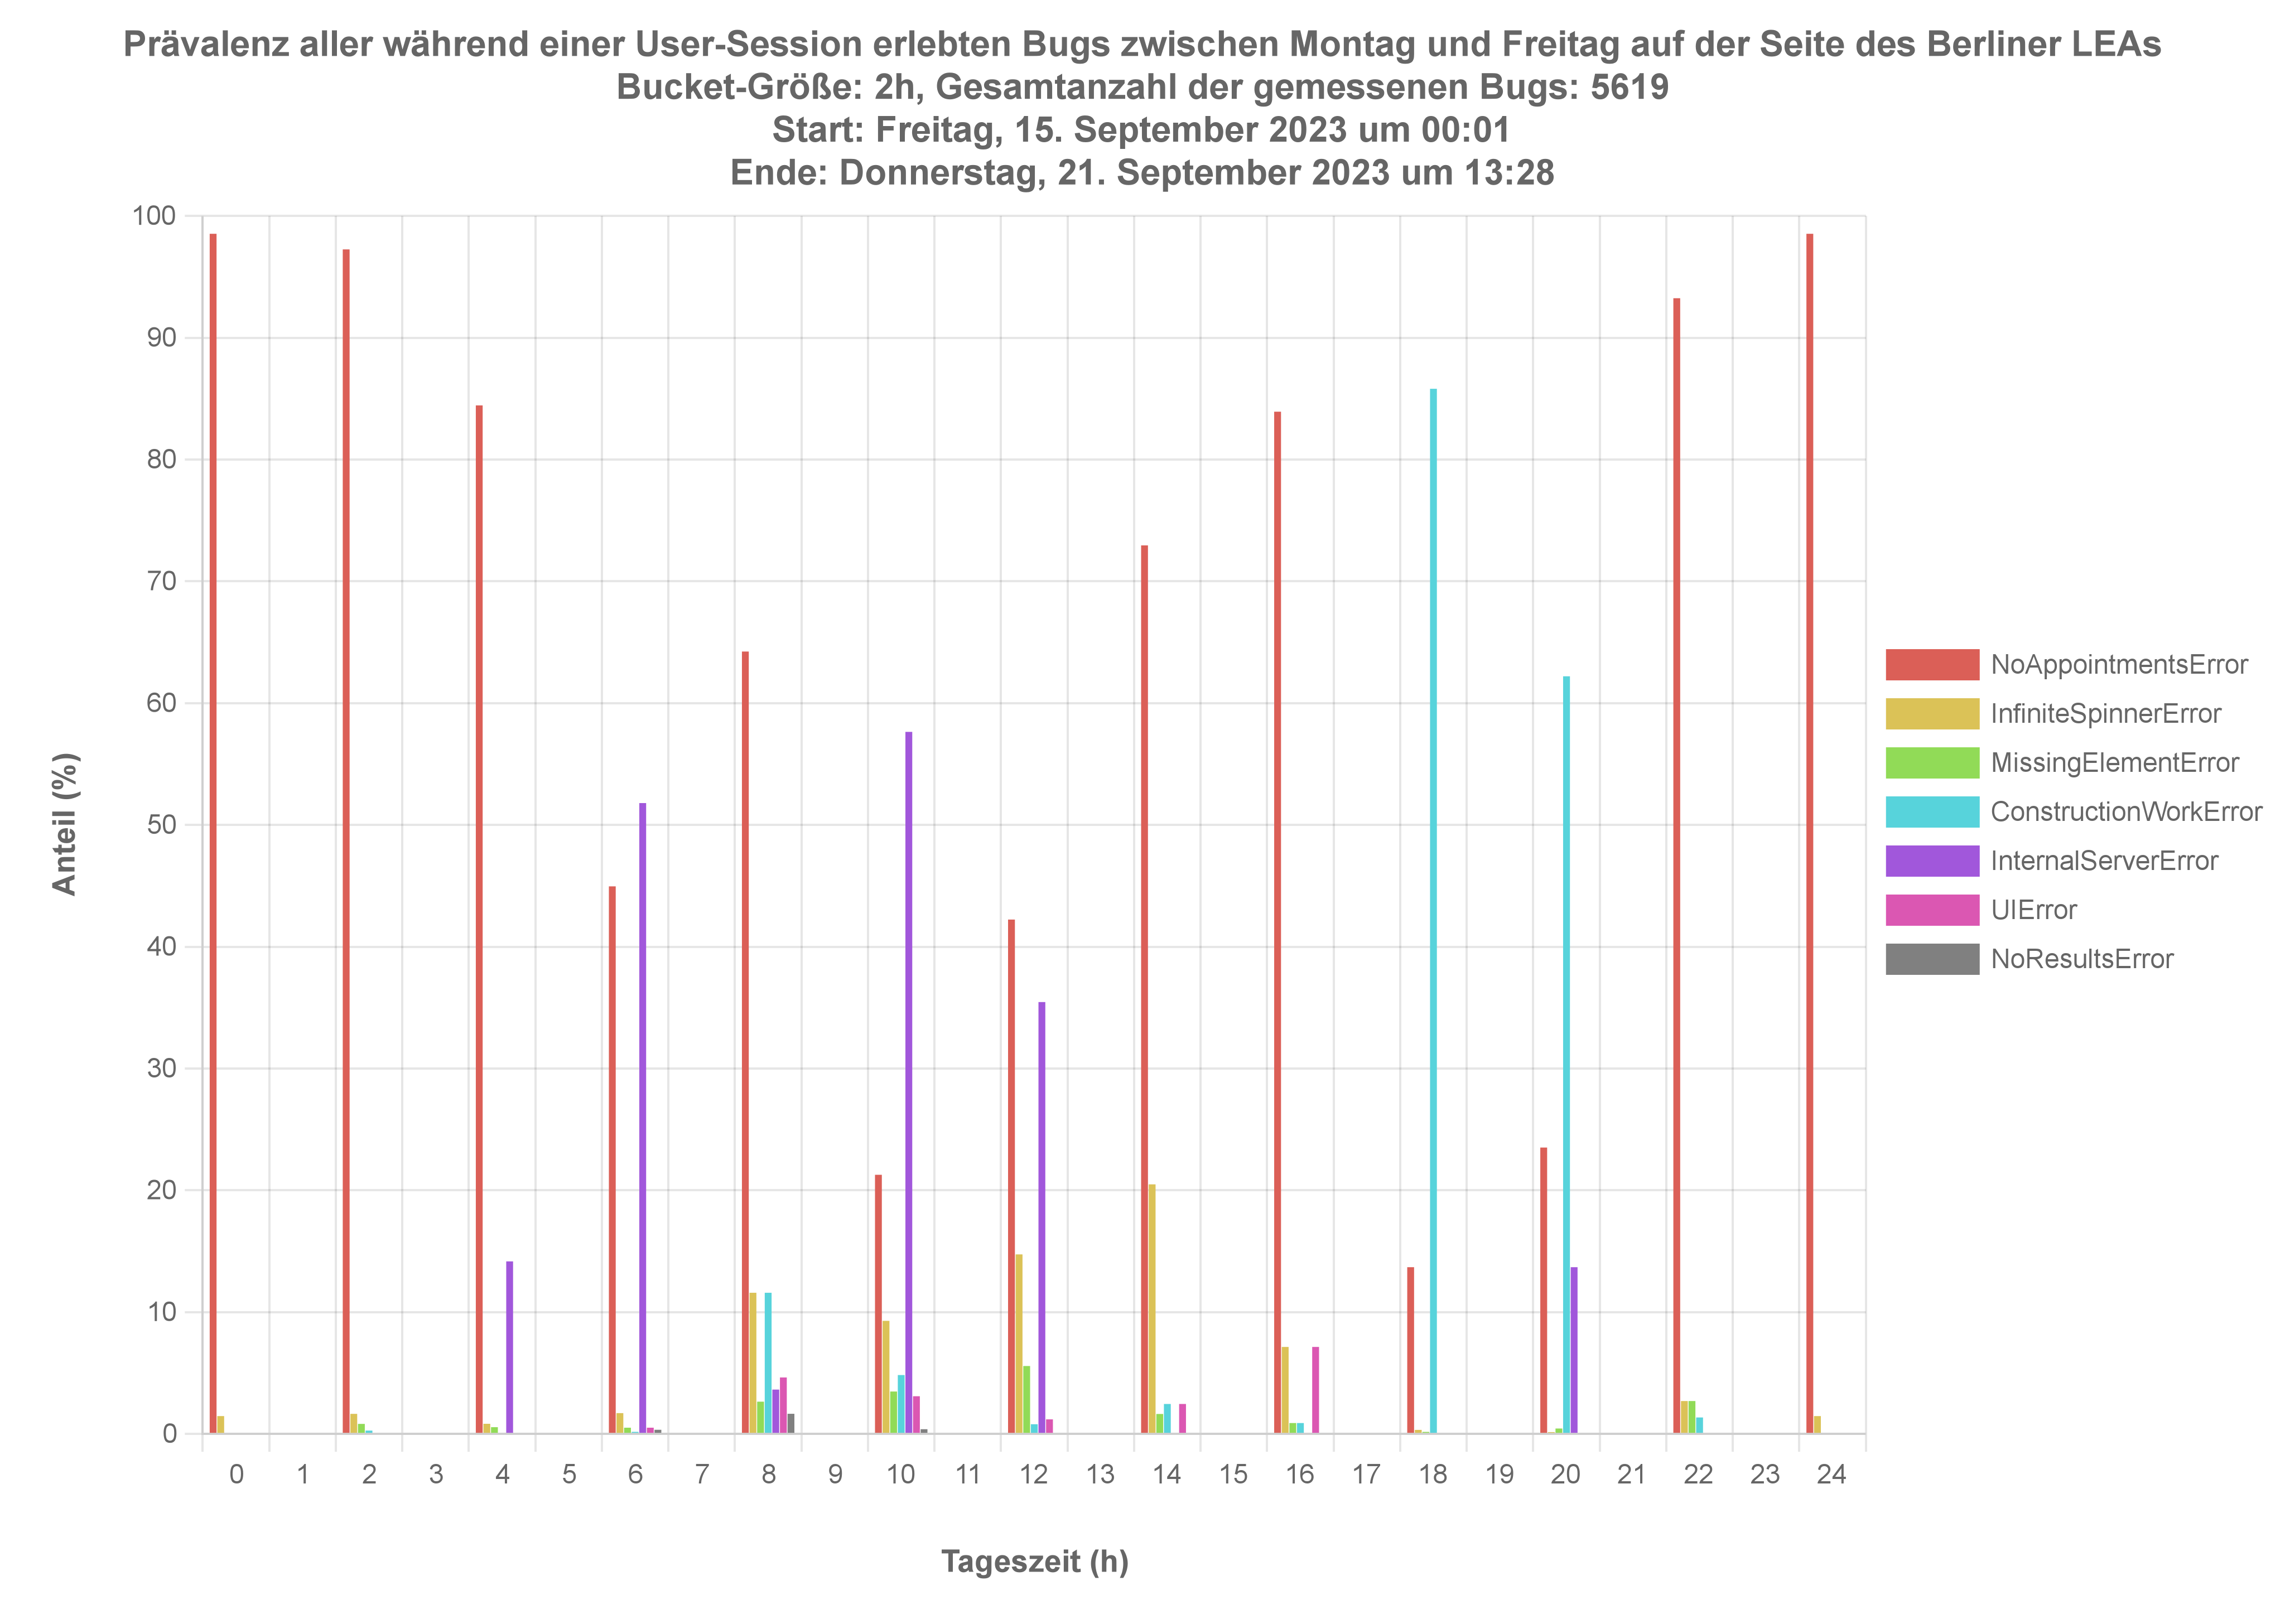 Prävalenz aller während einer User-Session erlebten Bugs zwischen Montag und Freitag auf der Seite des Berliner LEAs
Bucket-Größe: 2h, Gesamtanzahl der gemessenen Bugs: 5619
Start: Freitag, 15. September 2023 um 00:01
Ende: Donnerstag, 21. September 2023 um 13:28
100
90
80
70
60
50
40
30
20
10
0
Anteil (%)
0 1 2 3 4 5 6 7 8 9 10 11 12 13 14 15 16 17 18 19 20 21 22 23 24
Tageszeit (h)
NoAppointmentsError
InfiniteSpinnerError
MissingElementError
ConstructionWorkError
InternalServerError
UIError
NoResultsError